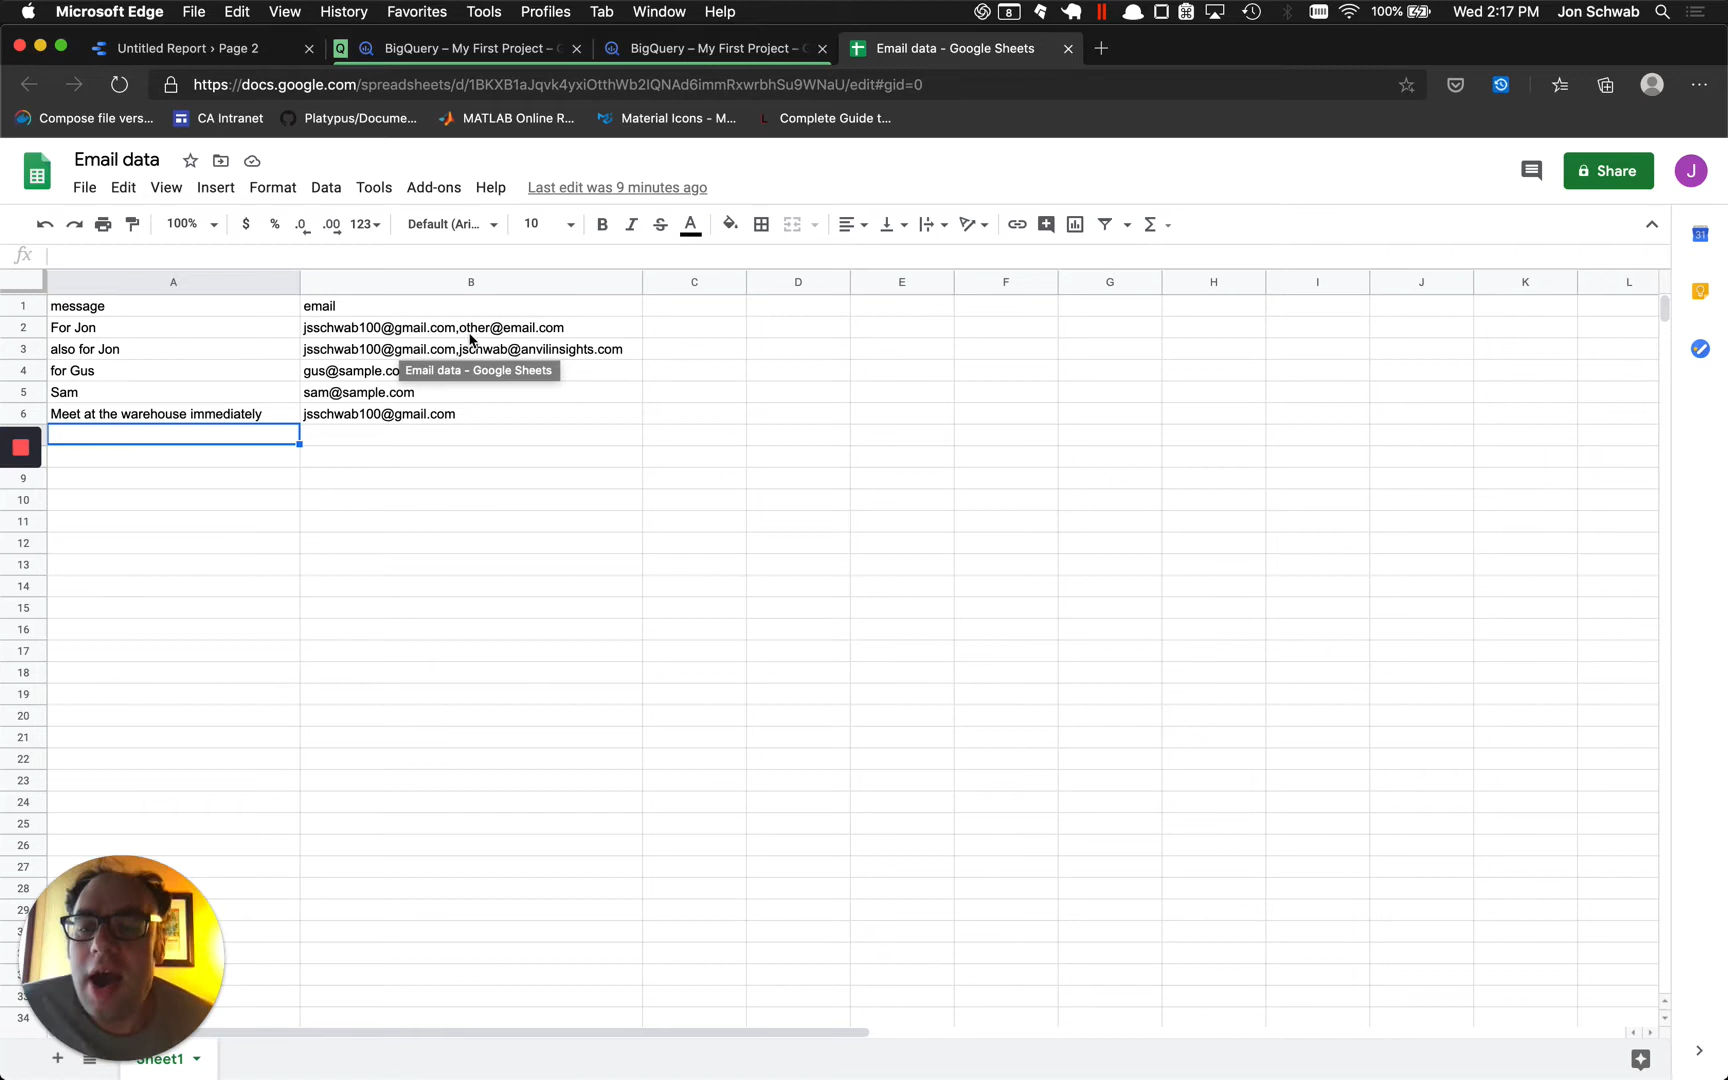 Microsoft Edge File Edit View History Favorites Tools Profiles Tab Window Help 8 100% Wed 2:17 PM Jon Schwab
Untitled Report › Page 2 Q BigQuery – My First Project – BigQuery – My First Project – Email data - Google Sheets
https://docs.google.com/spreadsheets/d/1BKXB1aJqvk4yxiOtthWb2IQNAd6immRxwrbhSu9WNaU/edit#gid=0
Compose file vers... CA Intranet Platypus/Docume... MATLAB Online R... Material Icons - M... L Complete Guide t...
Email data
Share J
File Edit View Insert Format Data Tools Add-ons Help Last edit was 9 minutes ago
100% $ % .0 .00 123 Default (Ari... 10 B I S A Σ
31
fx
A B C D E F G H I J K L
1 message email
2 For Jon jsschwab100@gmail.com,other@email.com
3 also for Jon jsschwab100@gmail.com,jschwab@anvilinsights.com
4 for Gus gus@sample.co
Email data - Google Sheets
5 Sam sam@sample.com
6 Meet at the warehouse immediately jsschwab100@gmail.com
9
10
11
12
13
14
15
16
17
18
19
20
21
22
23
24
25
26
27
28
29
34
Sheet1